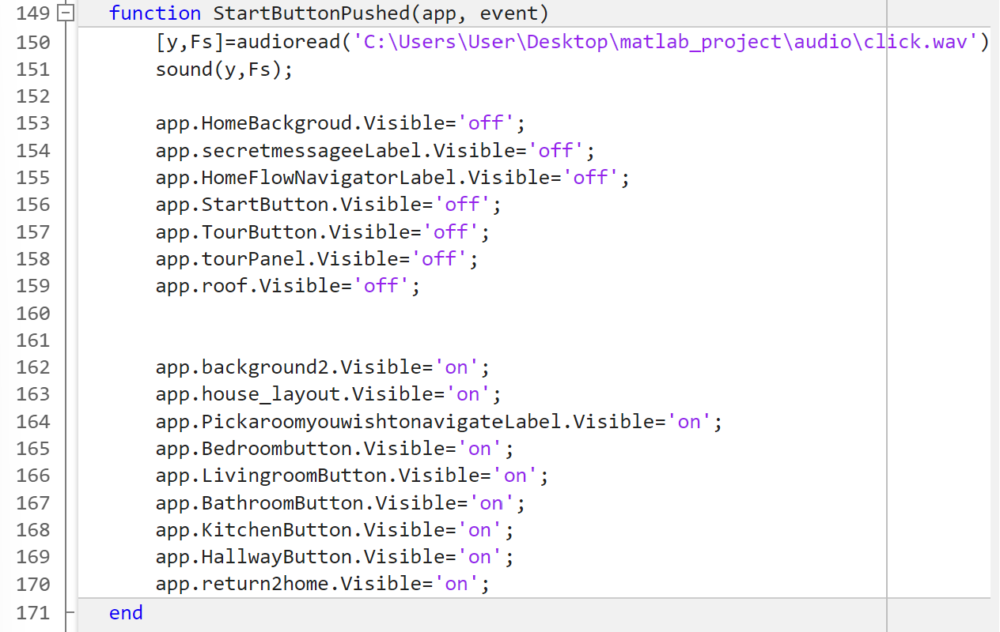 149 function StartButtonPushed(app, event)
150 [y,Fs]=audioread('C:\Users\User\Desktop\matlab_project\audio\click.wav')
151 sound(y,Fs);
152
153 app.HomeBackgroud.Visible='off';
154 app.secretmessageeLabel.Visible='off';
155 app.HomeFlowNavigatorLabel.Visible='off';
156 app.StartButton.Visible='off';
157 app.TourButton.Visible='off';
158 app.tourPanel.Visible='off';
159 app.roof.Visible='off';
160
161
162 app.background2.Visible='on';
163 app.house_layout.Visible='on';
164 app.PickaroomyouwishtonavigateLabel.Visible='on';
165 app.Bedroombutton.Visible='on';
166 app.LivingroomButton.Visible='on';
167 app.BathroomButton.Visible='on';
168 app.KitchenButton.Visible='on';
169 app.HallwayButton.Visible='on';
170 app.return2home.Visible='on';
171 end